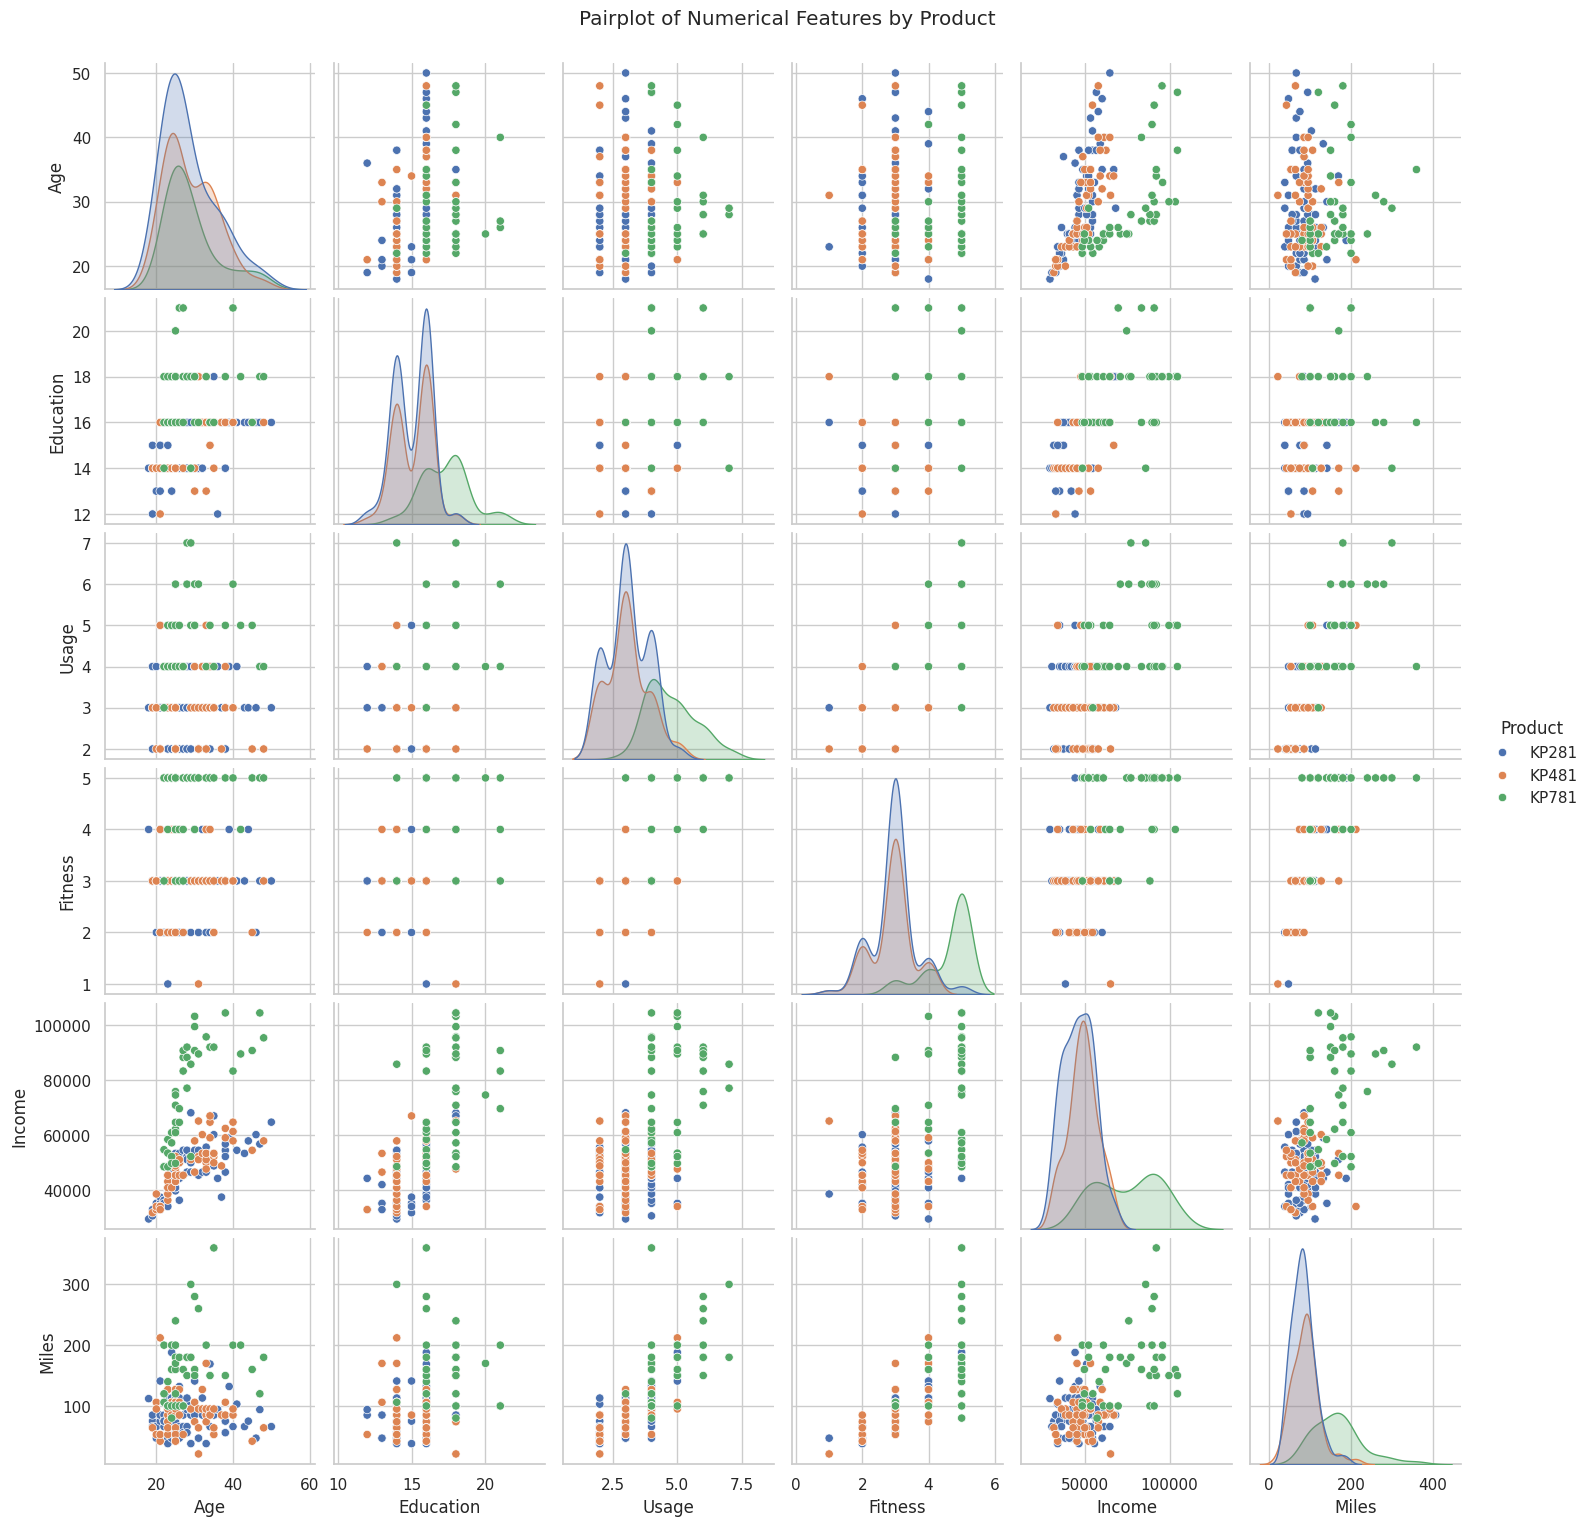 Pairplot of Numerical Features by Product
50
40
30
20
Age
20
18
16
14
12
Education
7
6
5
4
3
2
Usage
5
4
3
2
1
Fitness
100000
80000
60000
40000
Income
300
200
100
Miles
20 40 60
10 15 20
2.5 5.0 7.5
0 2 4 6
50000 100000
0 200 400
Age Education Usage Fitness Income Miles
Product
KP281
KP481
KP781